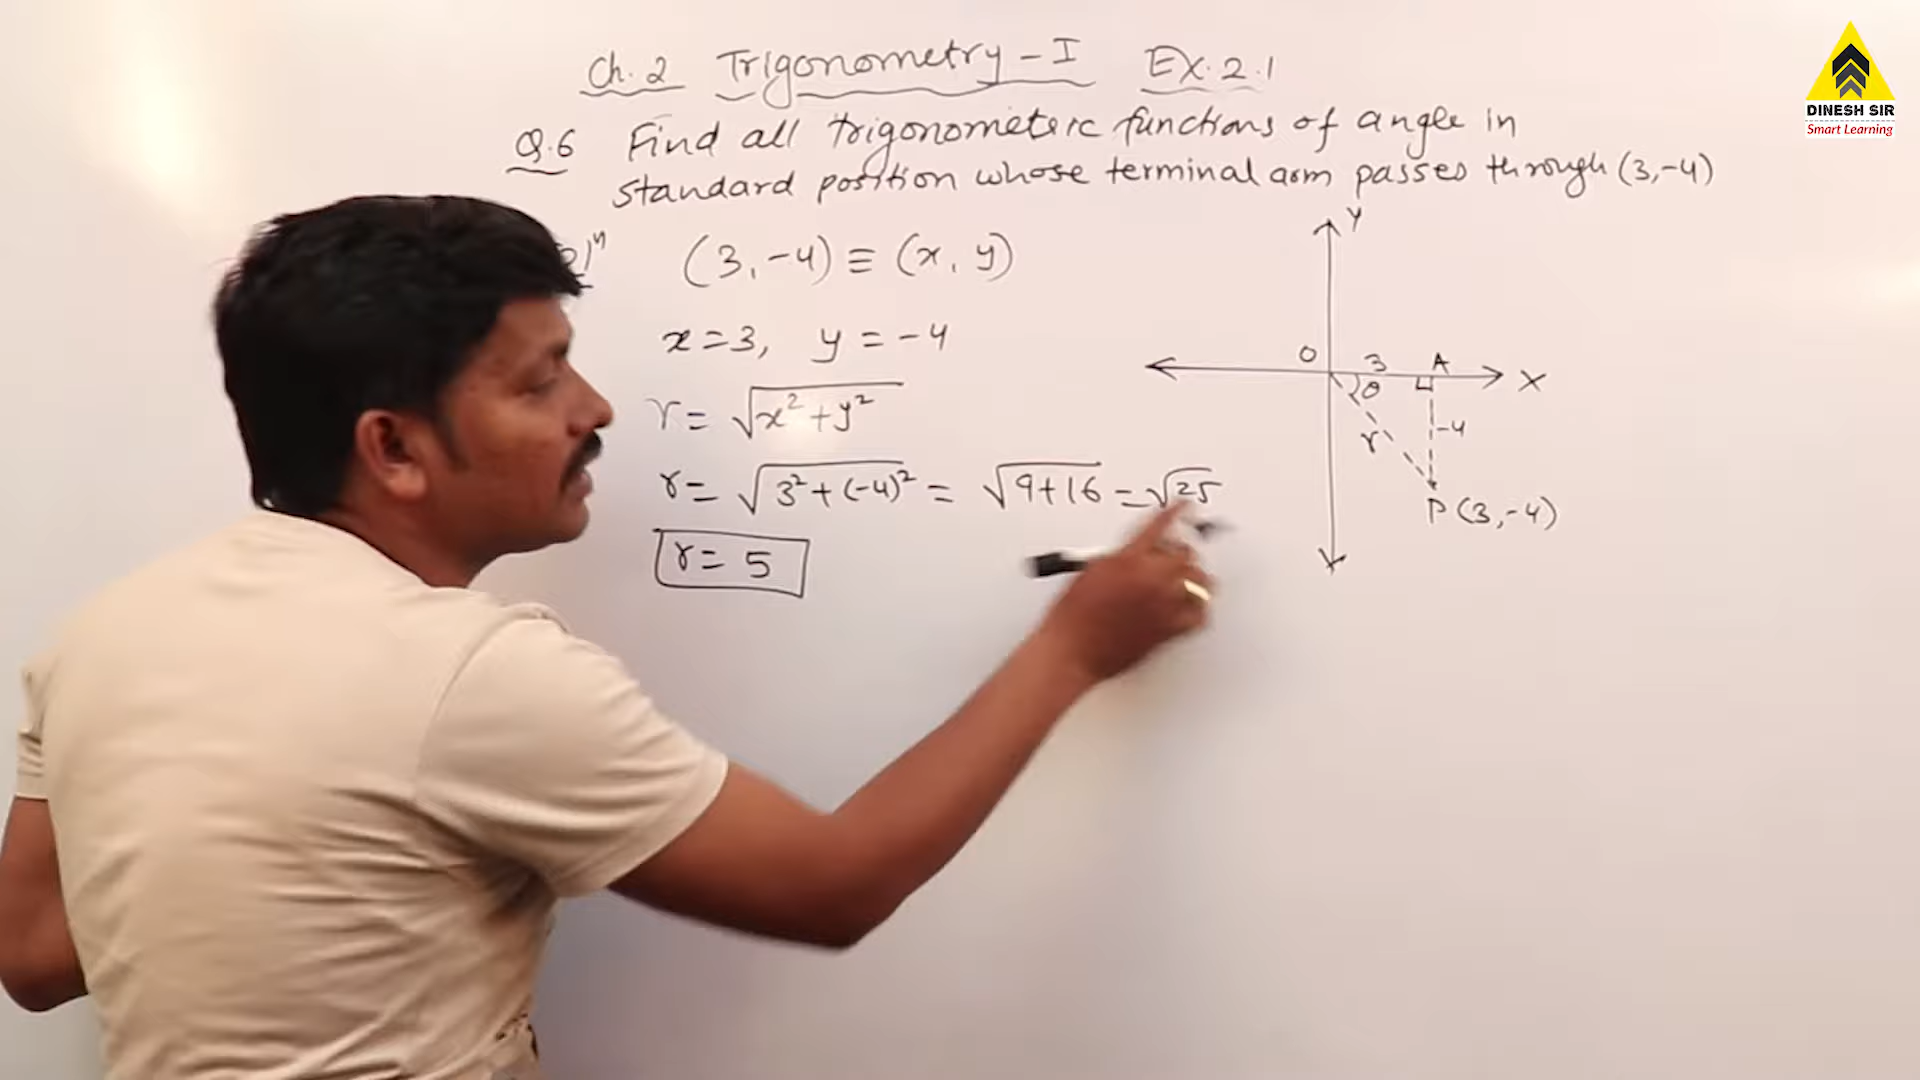 Ch. 2 Trigonometry - I Ex. 2.1
Q.6 Find all trigonometric functions of angle in
standard position whose terminal arm passes through (3,-4)
(3,-4) ≡ (x, y)
x=3, y = -4
r = √x²+y²
r = √3²+(-4)² = √9+16 = √25
r = 5
Y
O 3 A
X
θ
-4
r
P(3,-4)
DINESH SIR
Smart Learning